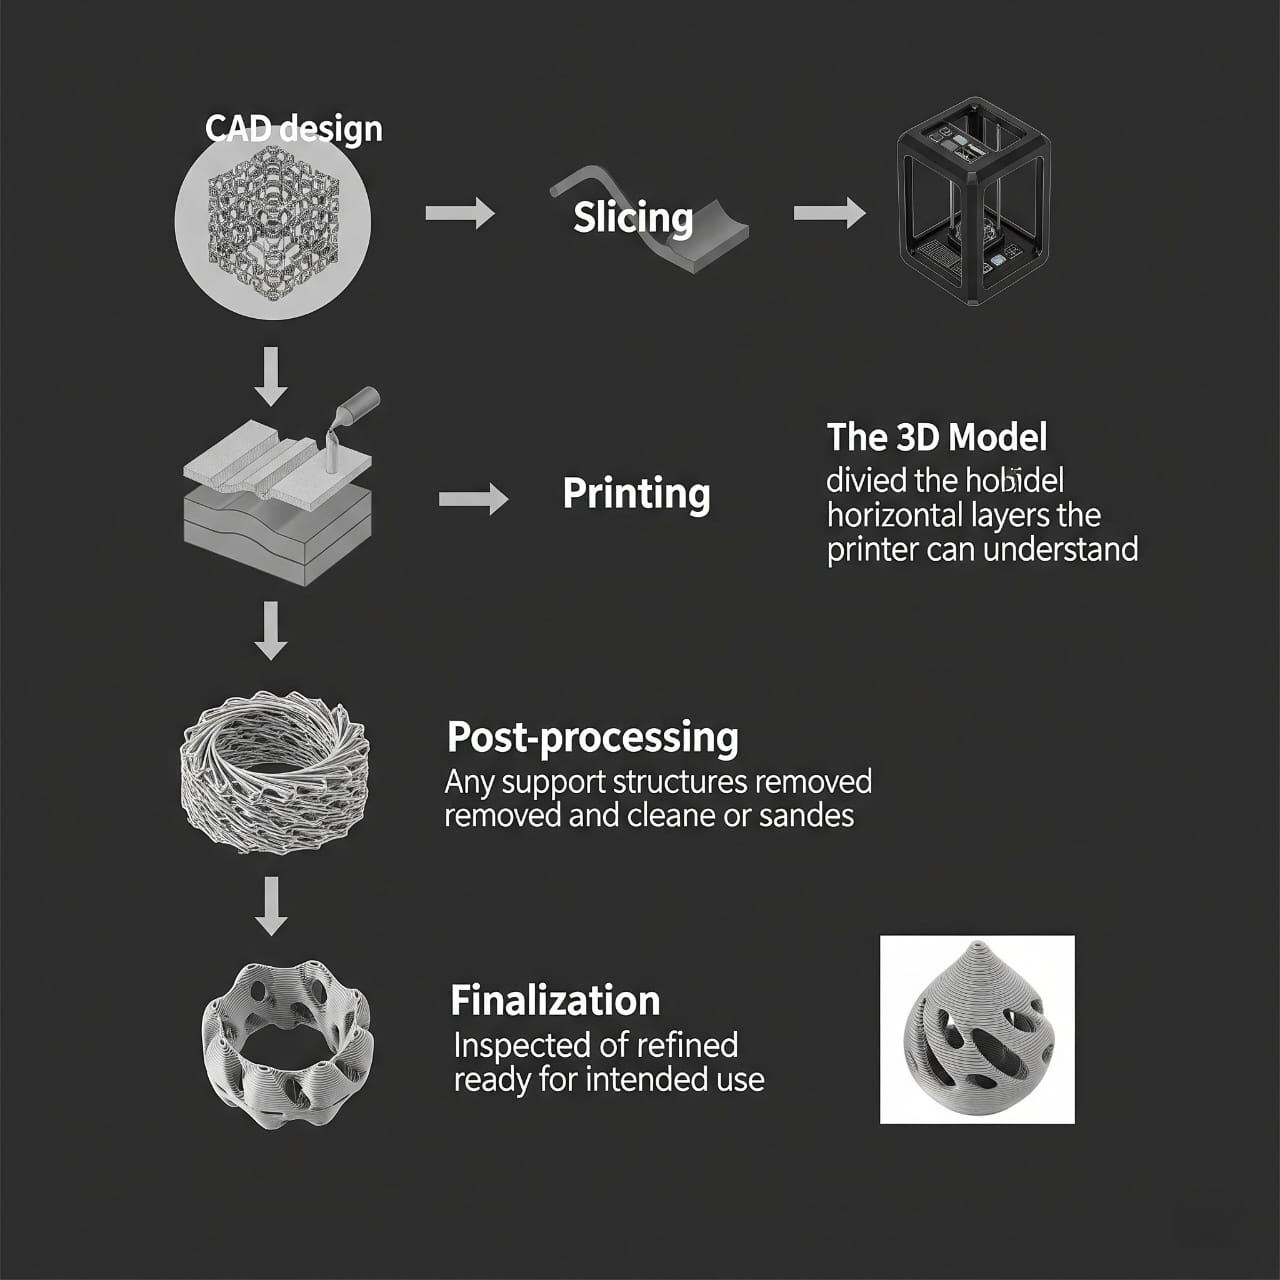 CAD design
Slicing
Printing
The 3D Model
divied the
horizontal layers the
printer can understand
Post-processing
Any support structures removed
removed and cleane or sandes
Finalization
Inspected of refined
ready for intended use